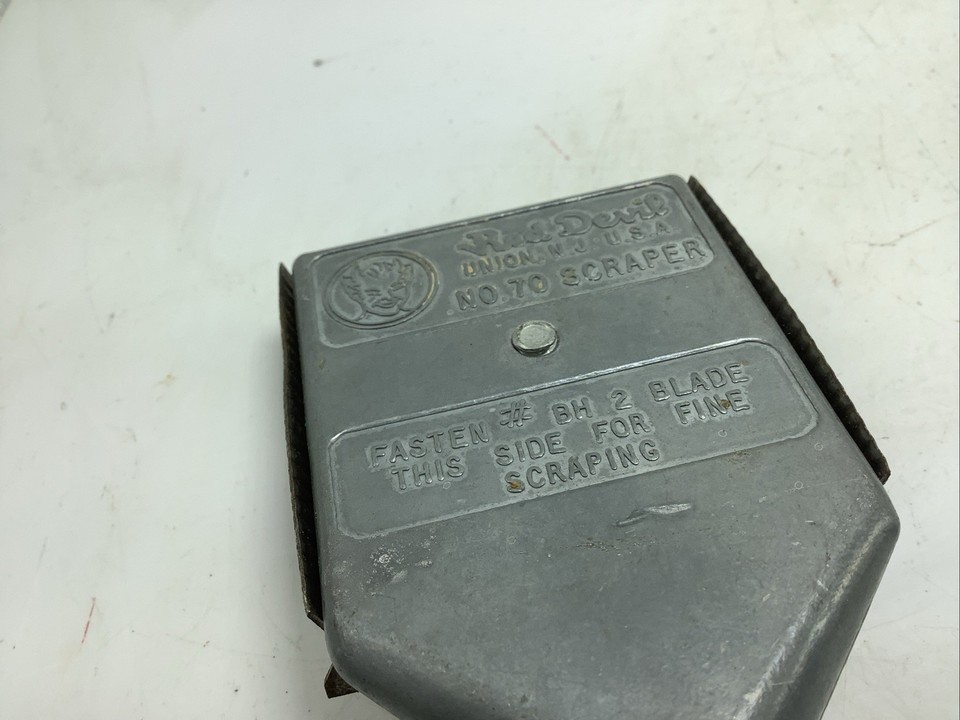 Red Devil
UNION, N.J. U.S.A.
NO. 70 SCRAPER
FASTEN # BH 2 BLADE
THIS SIDE FOR FINE
SCRAPING